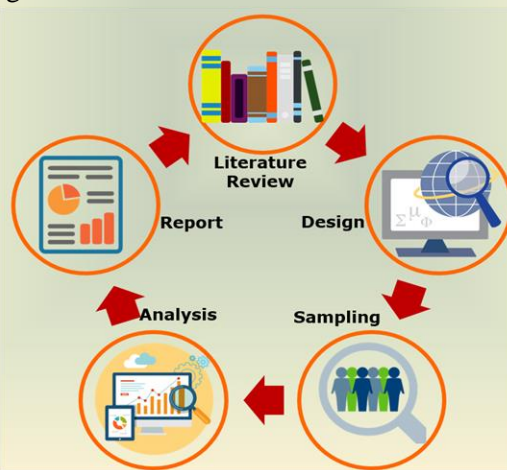 Literature
Review
Design
Σ μ Φ
Sampling
Analysis
Report